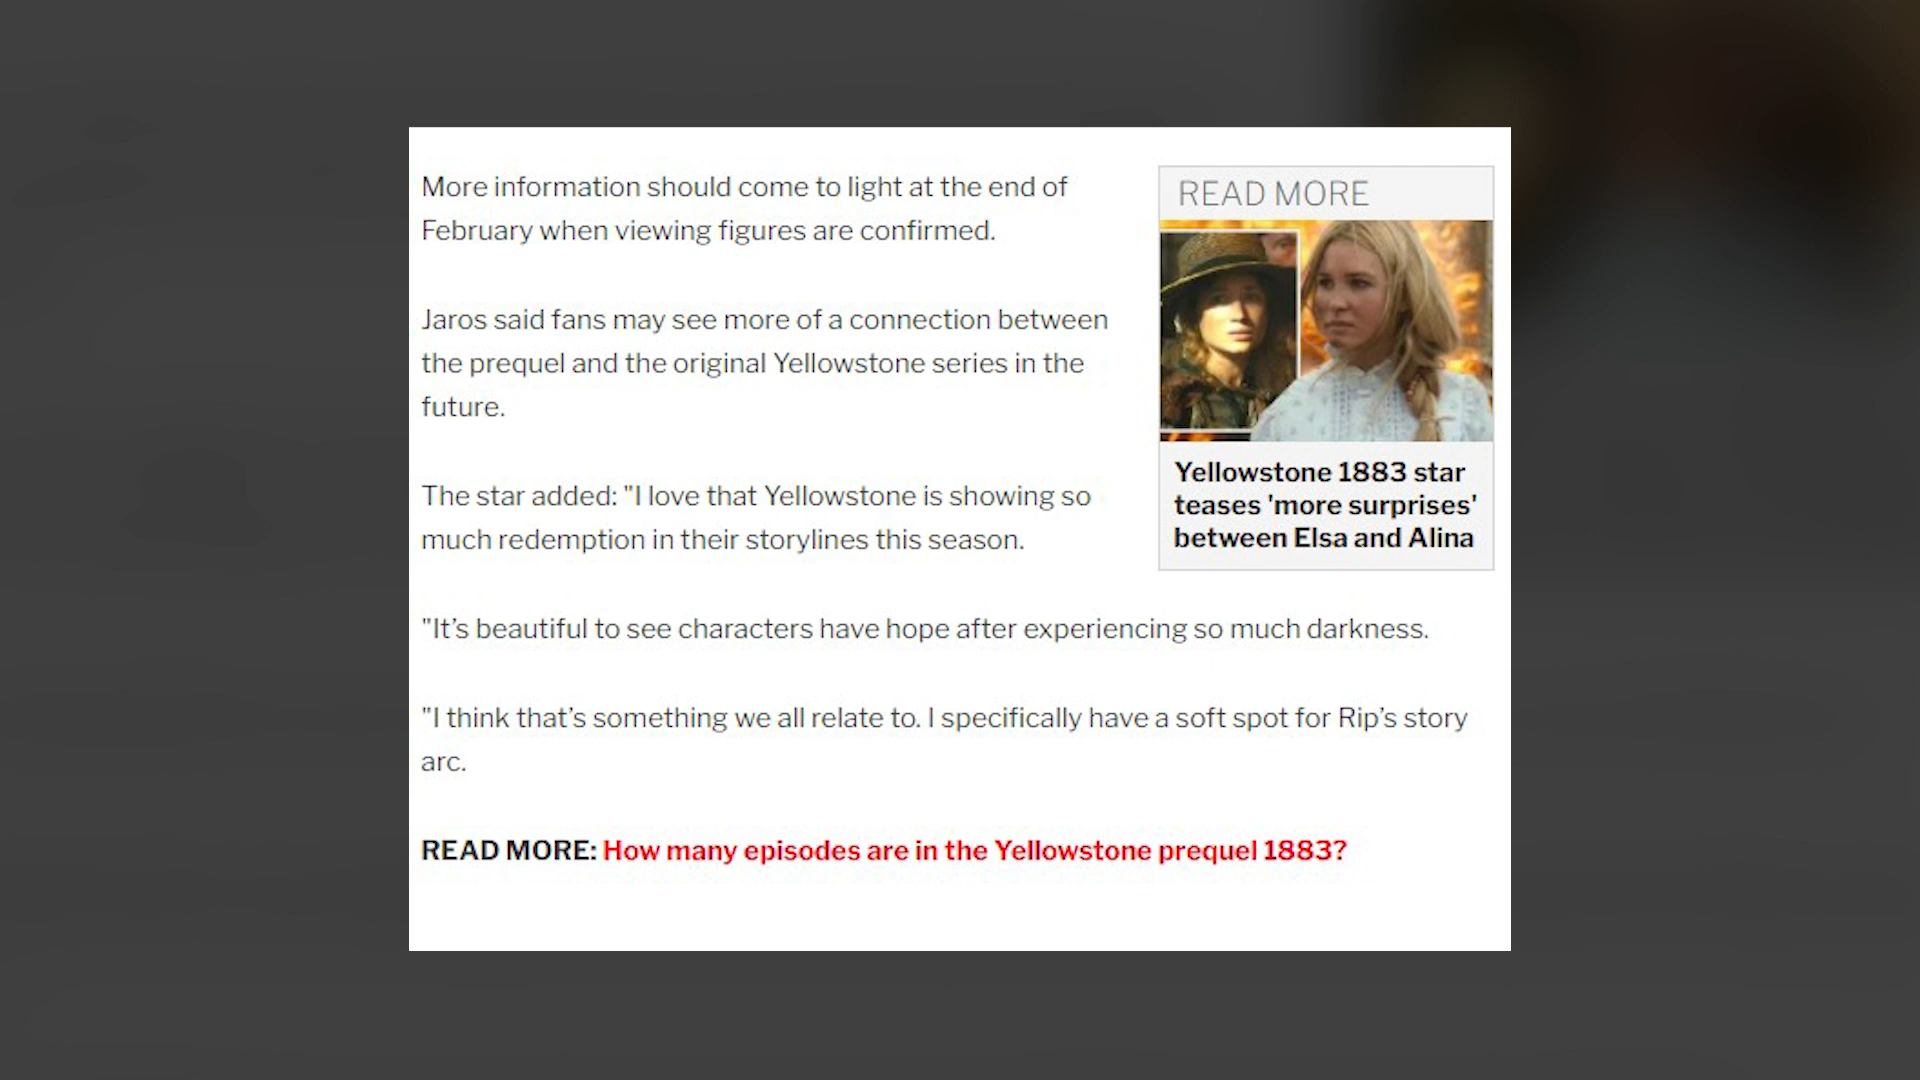 More information should come to light at the end of
February when viewing figures are confirmed.
Jaros said fans may see more of a connection between
the prequel and the original Yellowstone series in the
future.
The star added: "I love that Yellowstone is showing so
much redemption in their storylines this season.
READ MORE
Yellowstone 1883 star
teases 'more surprises'
between Elsa and Alina
"It’s beautiful to see characters have hope after experiencing so much darkness.
"I think that’s something we all relate to. I specifically have a soft spot for Rip’s story
arc.
READ MORE: How many episodes are in the Yellowstone prequel 1883?